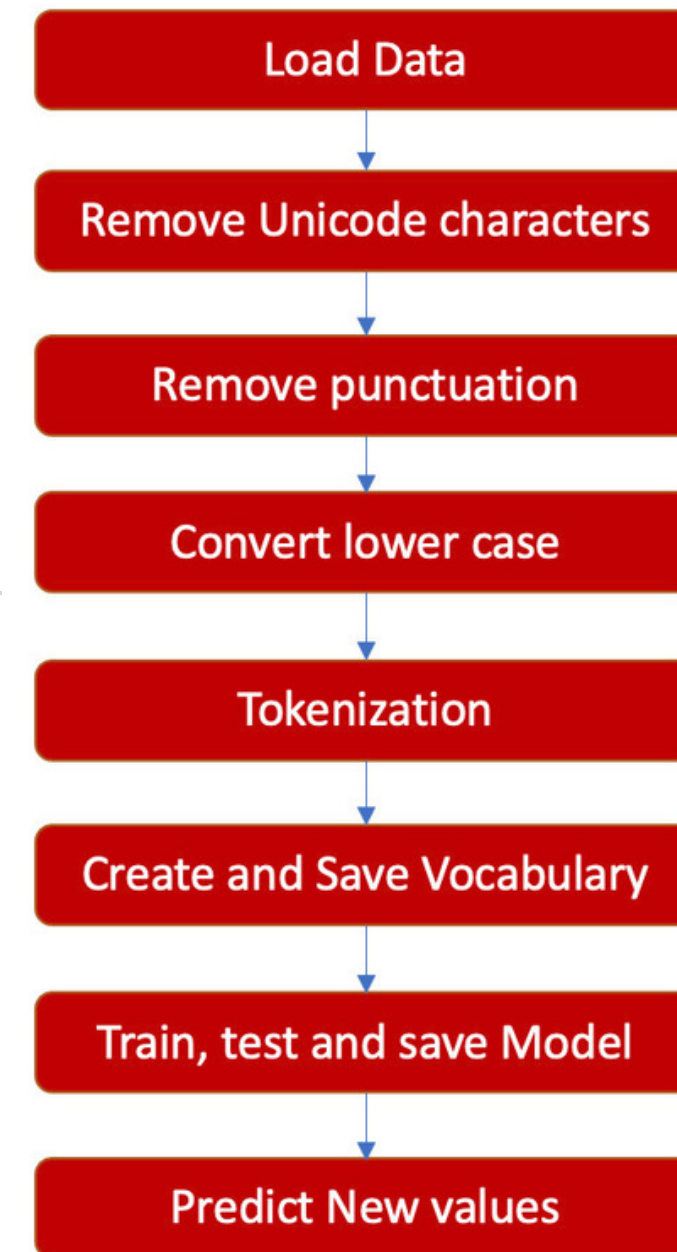 Load Data
Remove Unicode characters
Remove punctuation
Convert lower case
Tokenization
Create and Save Vocabulary
Train, test and save Model
Predict New values